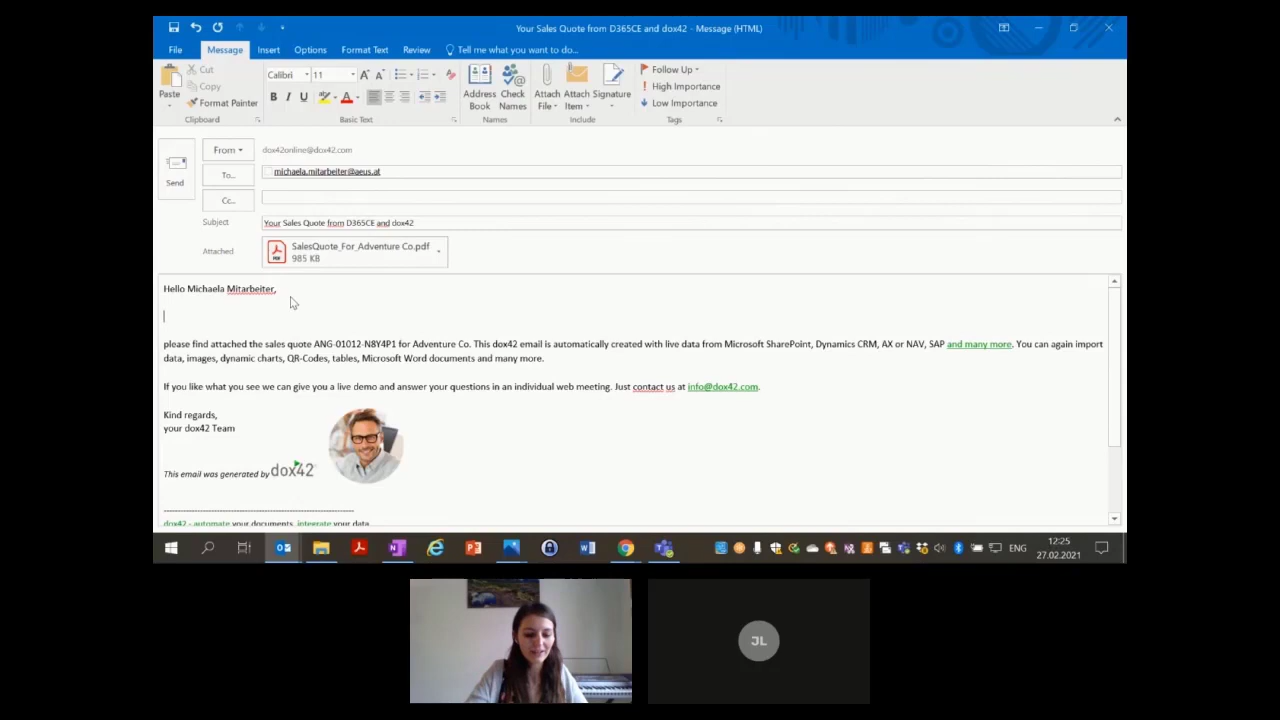 Your Sales Quote from D365CE and dox42 - Message (HTML)
File Message Insert Options Format Text Review Tell me what you want to do...
Paste Cut Copy Format Painter
Calibri 11
B I U A
Address Book Check Names
Attach File Attach Item Signature
Follow Up
High Importance
Low Importance
Clipboard Basic Text Names Include Tags
Send
From dox42online@dox42.com
To... michaela.mitarbeiter@aeus.at
Cc...
Subject Your Sales Quote from D365CE and dox42
Attached SalesQuote_For_Adventure Co.pdf
985 KB
Hello Michaela Mitarbeiter,
please find attached the sales quote ANG-01012-N8Y4P1 for Adventure Co. This dox42 email is automatically created with live data from Microsoft SharePoint, Dynamics CRM, AX or NAV, SAP and many more. You can again import
data, images, dynamic charts, QR-Codes, tables, Microsoft Word documents and many more.
If you like what you see we can give you a live demo and answer your questions in an individual web meeting. Just contact us at info@dox42.com.
Kind regards,
your dox42 Team
This email was generated by dox42
dox42 - automate your documents, integrate your data
ENG
12:25
27.02.2021
JL